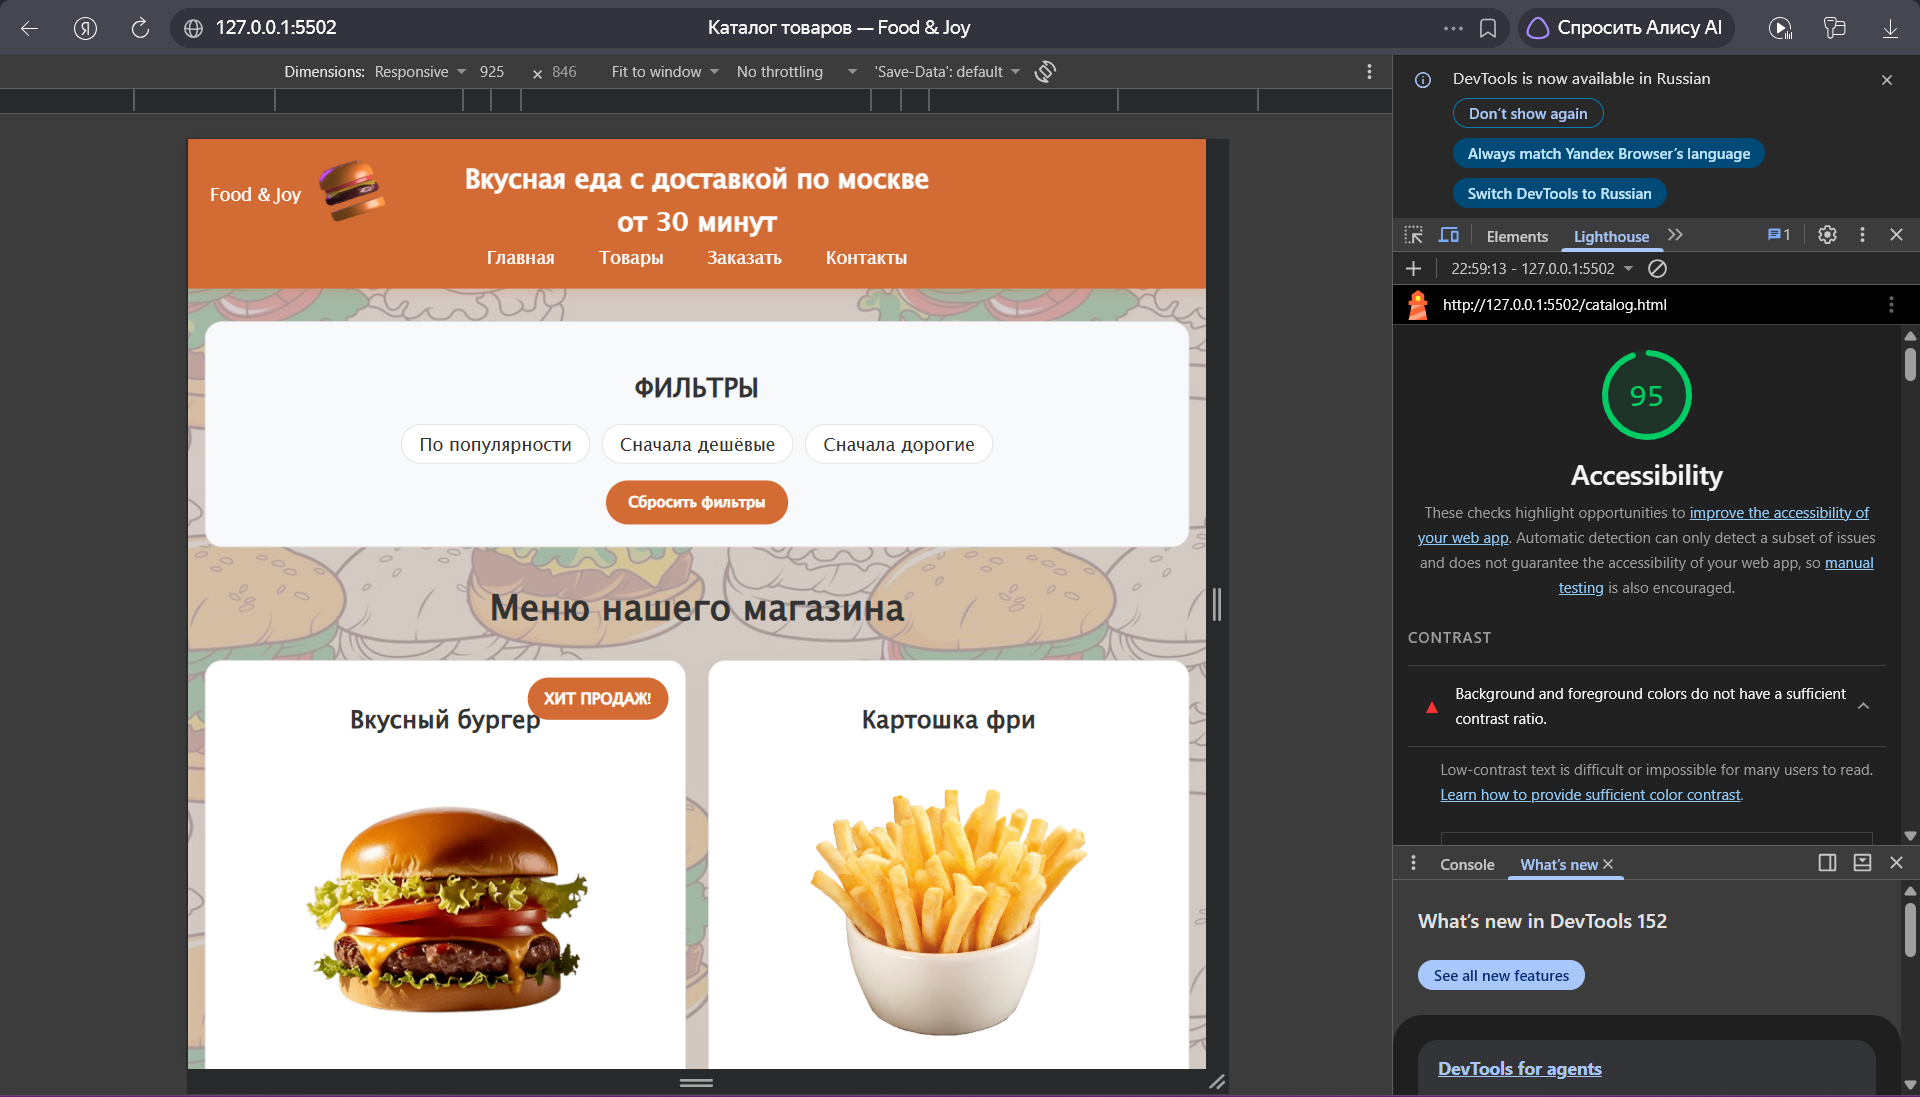 127.0.0.1:5502
Каталог товаров — Food & Joy
Спросить Алису AI
Dimensions: Responsive 925 × 846 Fit to window No throttling 'Save-Data': default
Food & Joy
Вкусная еда с доставкой по москве
от 30 минут
Главная Товары Заказать Контакты
ФИЛЬТРЫ
По популярности Сначала дешёвые Сначала дорогие
Сбросить фильтры
Меню нашего магазина
ХИТ ПРОДАЖ!
Вкусный бургер
Картошка фри
DevTools is now available in Russian
Don't show again
Always match Yandex Browser's language
Switch DevTools to Russian
Elements Lighthouse 1
22:59:13 - 127.0.0.1:5502
http://127.0.0.1:5502/catalog.html
95
Accessibility
These checks highlight opportunities to improve the accessibility of
your web app. Automatic detection can only detect a subset of issues
and does not guarantee the accessibility of your web app, so manual
testing is also encouraged.
CONTRAST
Background and foreground colors do not have a sufficient
contrast ratio.
Low-contrast text is difficult or impossible for many users to read.
Learn how to provide sufficient color contrast.
Console What's new
What's new in DevTools 152
See all new features
DevTools for agents